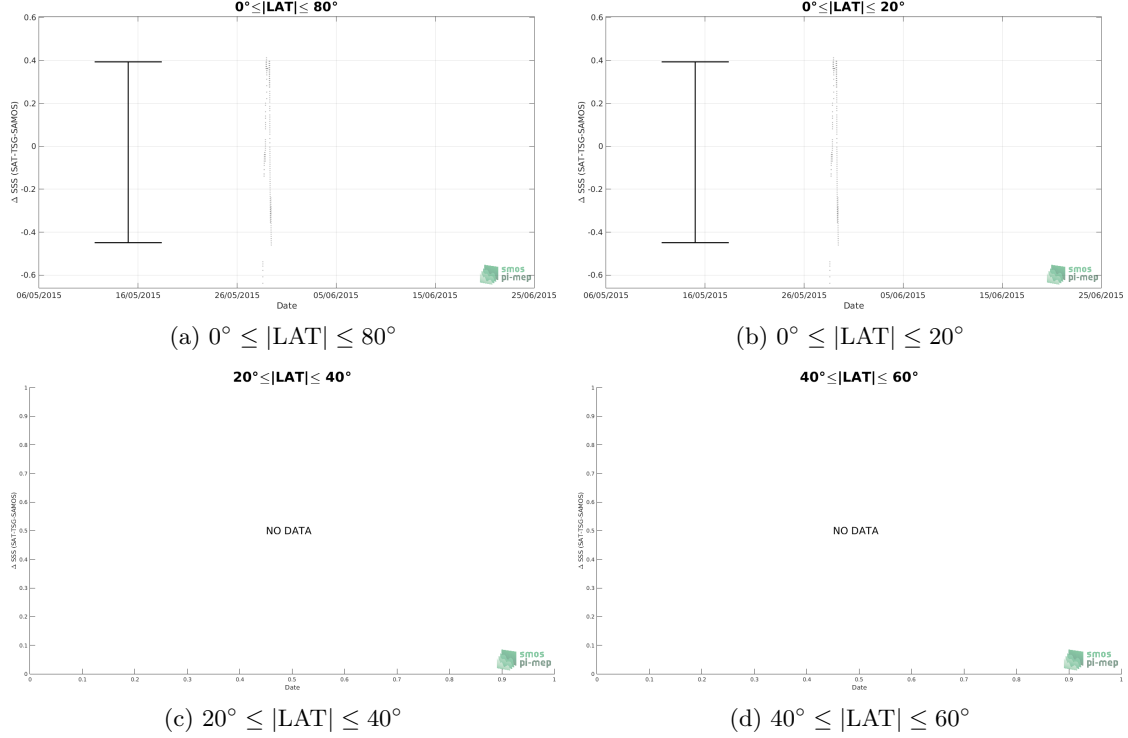 0°≤|LAT|≤ 80°
0.6
0.4
0.2
0
-0.2
-0.4
-0.6
Δ SSS (SAT-TSG-SAMOS)
06/05/2015 16/05/2015 26/05/2015 05/06/2015 15/06/2015 25/06/2015
Date
smos
pi-mep
(a) 0° ≤ |LAT| ≤ 80°
0°≤|LAT|≤ 20°
0.6
0.4
0.2
0
-0.2
-0.4
-0.6
Δ SSS (SAT-TSG-SAMOS)
06/05/2015 16/05/2015 26/05/2015 05/06/2015 15/06/2015 25/06/2015
Date
smos
pi-mep
(b) 0° ≤ |LAT| ≤ 20°
20°≤|LAT|≤ 40°
1
0.9
0.8
0.7
0.6
0.5
0.4
0.3
0.2
0.1
0
Δ SSS (SAT-TSG-SAMOS)
NO DATA
0 0.1 0.2 0.3 0.4 0.5 0.6 0.7 0.8 0.9 1
Date
smos
pi-mep
(c) 20° ≤ |LAT| ≤ 40°
40°≤|LAT|≤ 60°
1
0.9
0.8
0.7
0.6
0.5
0.4
0.3
0.2
0.1
0
Δ SSS (SAT-TSG-SAMOS)
NO DATA
0 0.1 0.2 0.3 0.4 0.5 0.6 0.7 0.8 0.9 1
Date
smos
pi-mep
(d) 40° ≤ |LAT| ≤ 60°